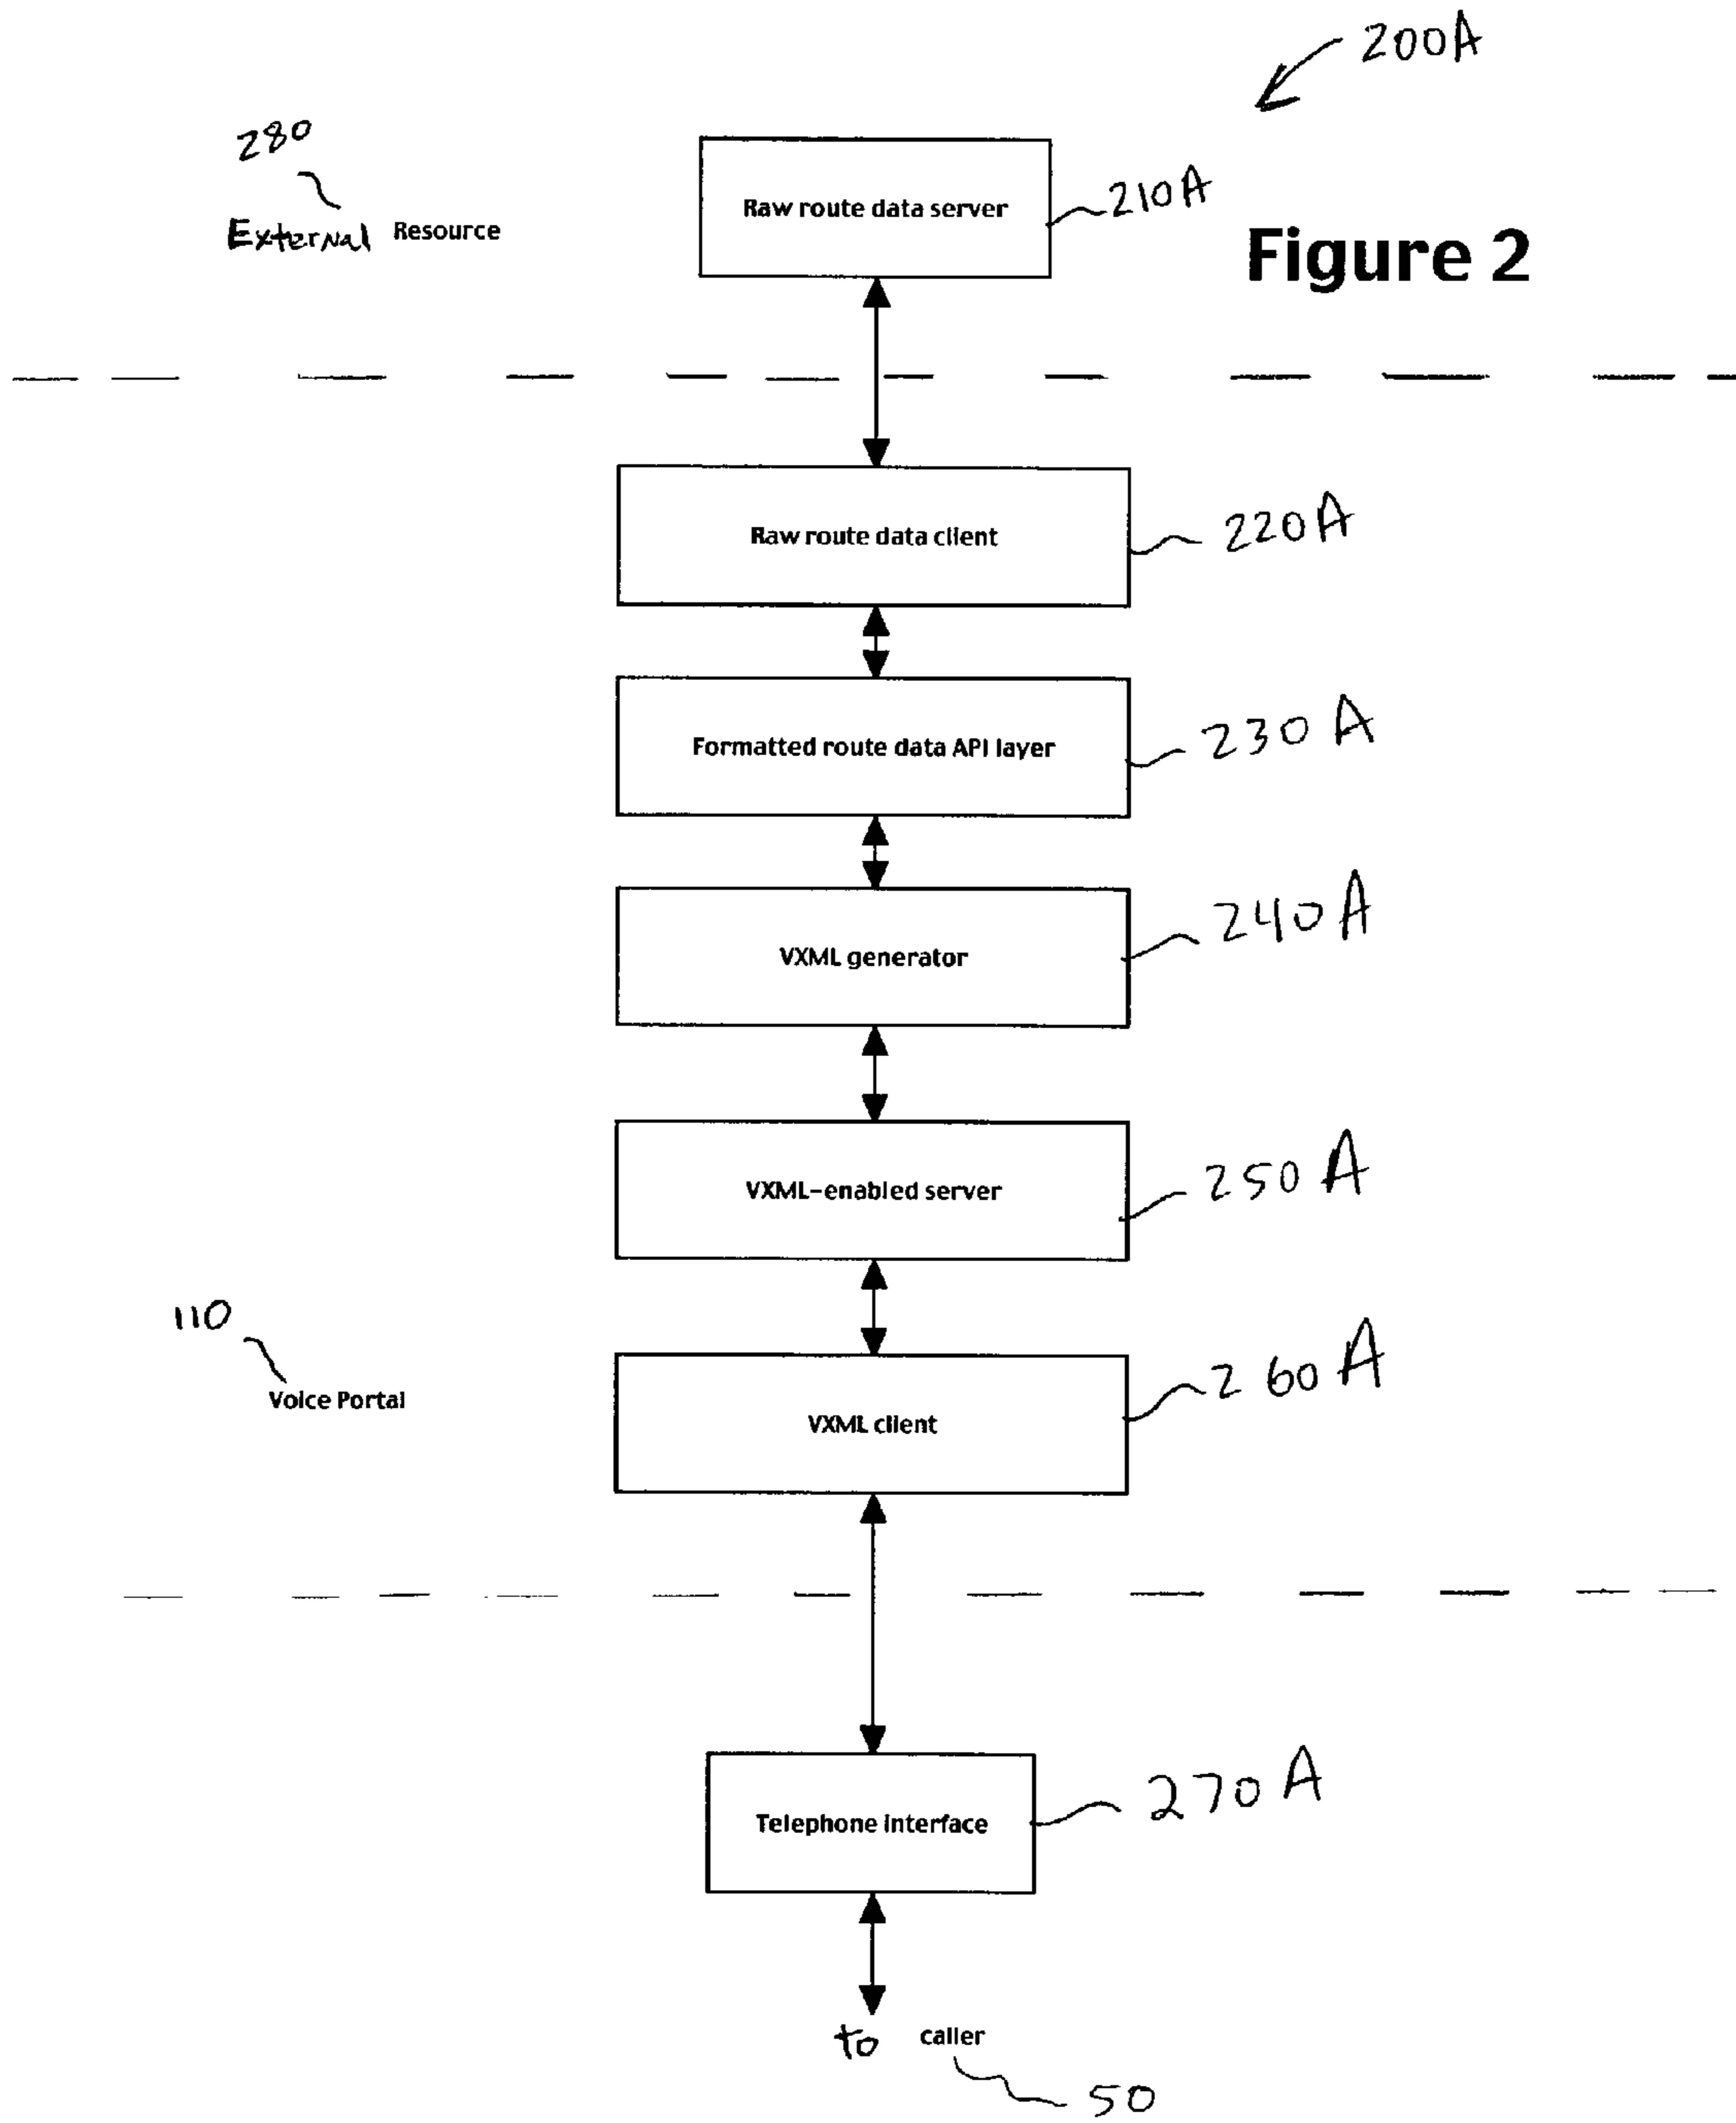 200A
280
External Resource
Raw route data server
210A
Figure 2
Raw route data client
220A
Formatted route data API layer
230A
VXML generator
240A
VXML-enabled server
250A
110
Voice Portal
VXML client
260A
Telephone interface
270A
to caller
50